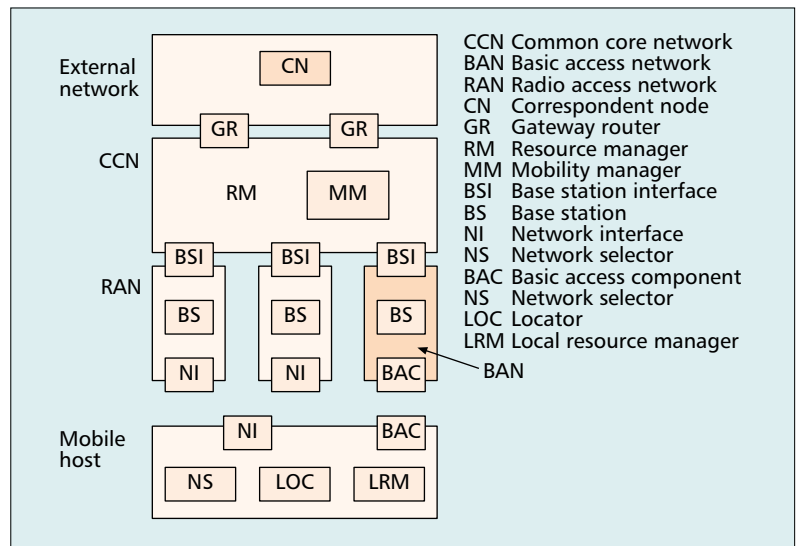 External
network
CN
GR GR
CCN
RM MM
BSI BSI BSI
RAN
BS BS BS
NI NI BAC
BAN
Mobile
host
NI BAC
NS LOC LRM
CCN Common core network
BAN Basic access network
RAN Radio access network
CN Correspondent node
GR Gateway router
RM Resource manager
MM Mobility manager
BSI Base station interface
BS Base station
NI Network interface
NS Network selector
BAC Basic access component
NS Network selector
LOC Locator
LRM Local resource manager